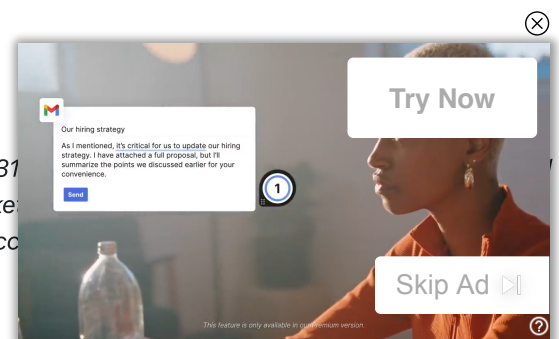 Try Now
Our hiring strategy
As I mentioned, it's critical for us to update our hiring
strategy. I have attached a full proposal, but I'll
summarize the points we discussed earlier for your
convenience.
Send
1
Skip Ad
This feature is only available in our Premium version.
?